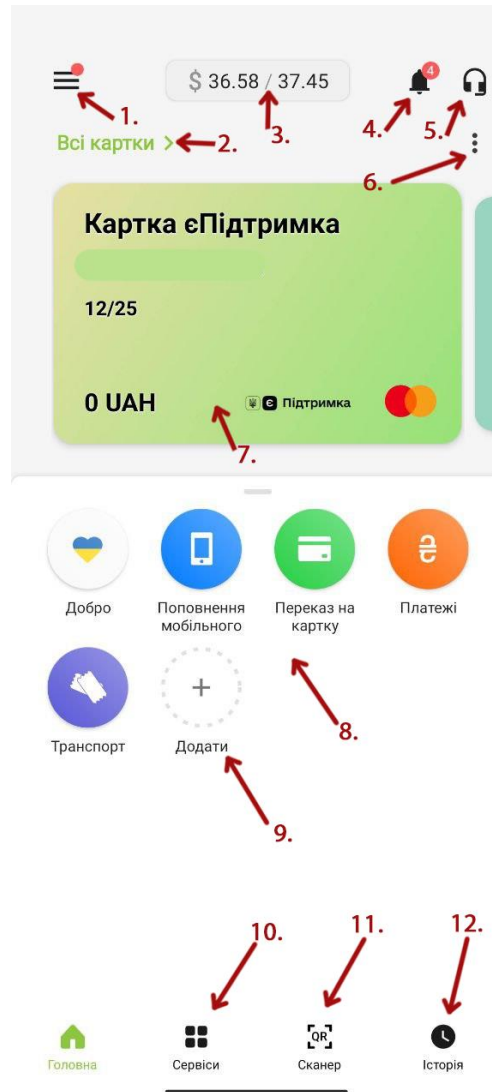 4
$ 36.58 / 37.45
1.
Всі картки >
2.
3.
4.
5.
6.
Картка єПідтримка
12/25
0 UAH
є Підтримка
7.
₴
Добро
Поповнення
мобільного
Переказ на
картку
Платежі
8.
+
Транспорт
Додати
9.
10.
11.
12.
QR
Головна
Сервіси
Сканер
Історія